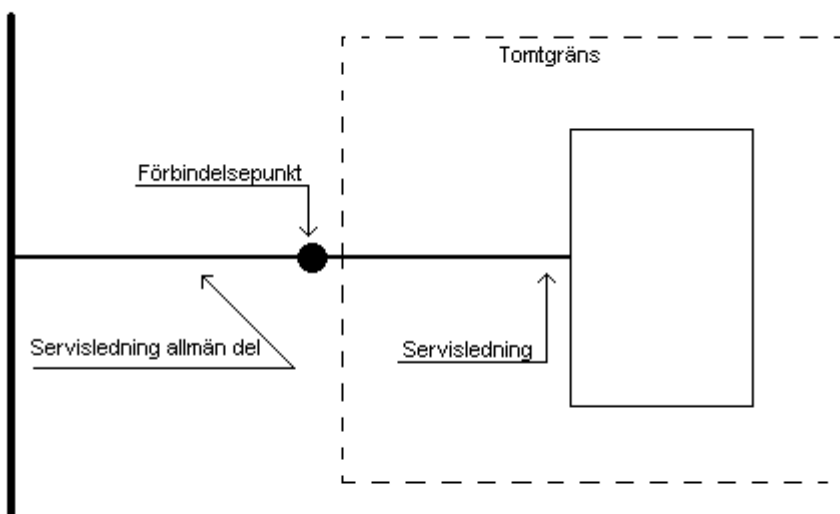 Tomtgräns
Förbindelsepunkt
Servisledning allmän del
Servisledning